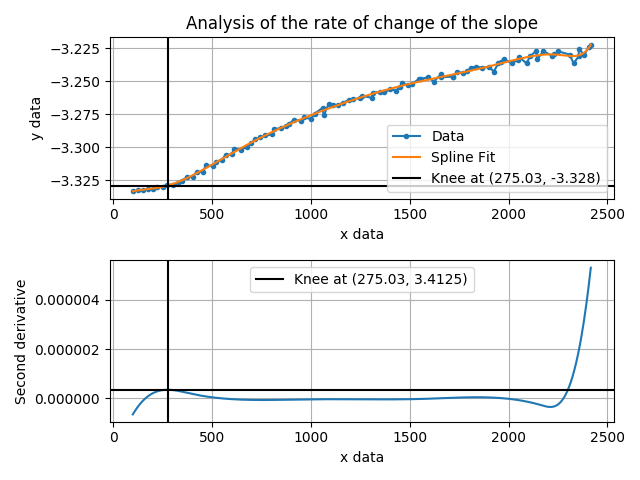 Analysis of the rate of change of the slope
−3.225
−3.250
−3.275
−3.300
−3.325
y data
Data
Spline Fit
Knee at (275.03, -3.328)
0
500
1000
1500
2000
2500
x data
Knee at (275.03, 3.4125)
0.000004
0.000002
0.000000
Second derivative
0
500
1000
1500
2000
2500
x data